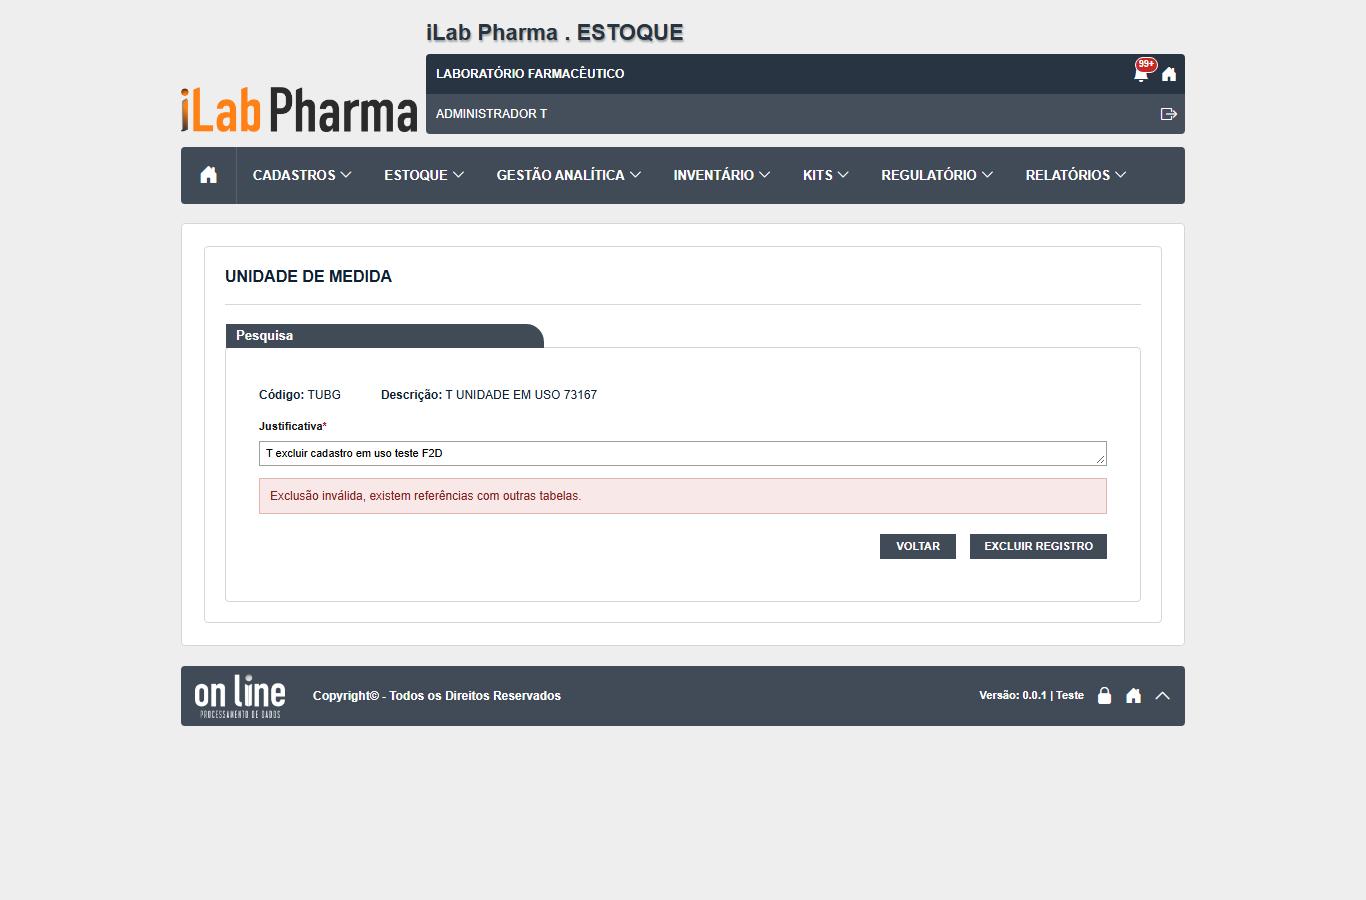 iLab Pharma . ESTOQUE
LABORATÓRIO FARMACÊUTICO
99+
iLab Pharma
ADMINISTRADOR T
CADASTROS ESTOQUE GESTÃO ANALÍTICA INVENTÁRIO KITS REGULATÓRIO RELATÓRIOS
UNIDADE DE MEDIDA
Pesquisa
Código: TUBG Descrição: T UNIDADE EM USO 73167
Justificativa*
T excluir cadastro em uso teste F2D
Exclusão inválida, existem referências com outras tabelas.
VOLTAR EXCLUIR REGISTRO
on line
PROCESSAMENTO DE DADOS
Copyright© - Todos os Direitos Reservados
Versão: 0.0.1 | Teste